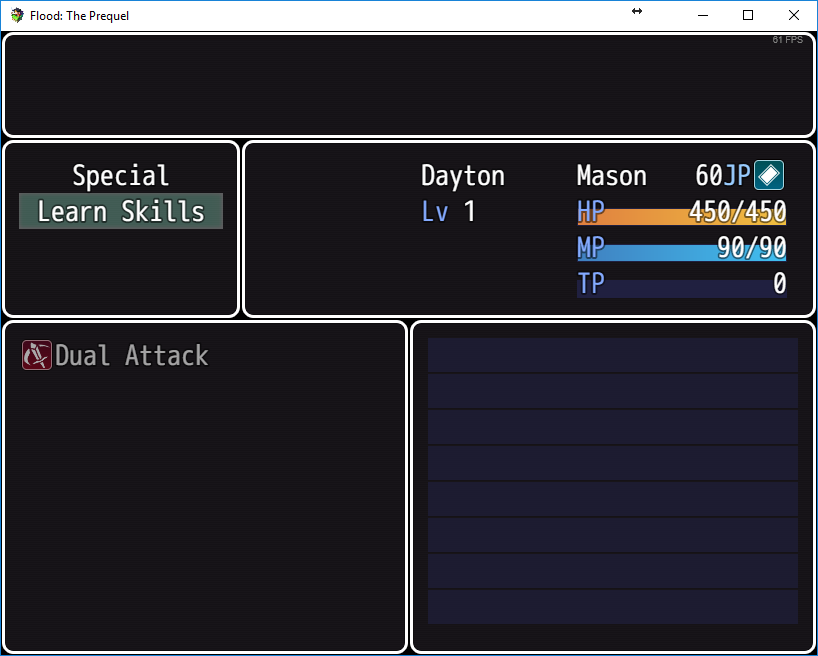 Flood: The Prequel
61 FPS
Special
Learn Skills
Dayton
Lv 1
Mason 60JP
HP 450/450
MP 90/90
TP 0
Dual Attack